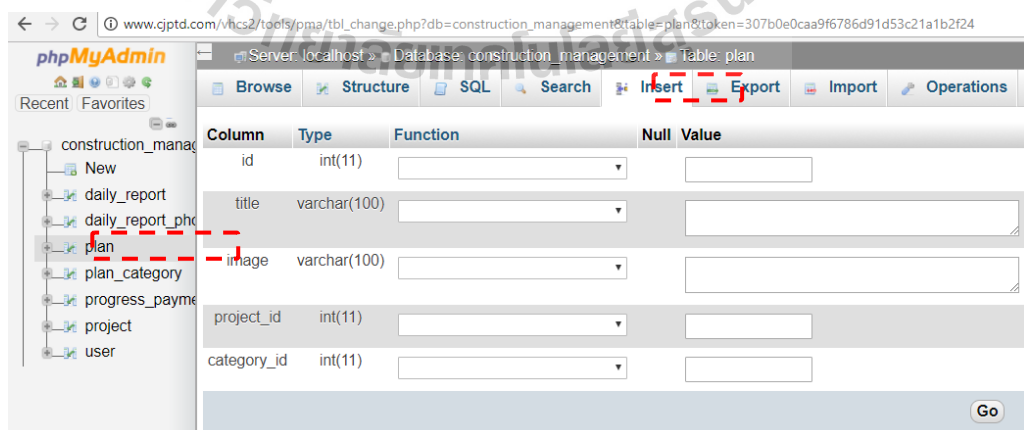 www.cjptd.com/vhcs2/tools/pma/tbl_change.php?db=construction_management&table=plan&token=307b0e0caa9f6786d91d53c21a1b2f24
phpMyAdmin
Recent Favorites
construction_manag
New
daily_report
daily_report_pho
plan
plan_category
progress_payme
project
user
Server: localhost » Database: construction_management » Table: plan
Browse Structure SQL Search Insert Export Import Operations
Column Type Function Null Value
id int(11)
title varchar(100)
image varchar(100)
project_id int(11)
category_id int(11)
Go